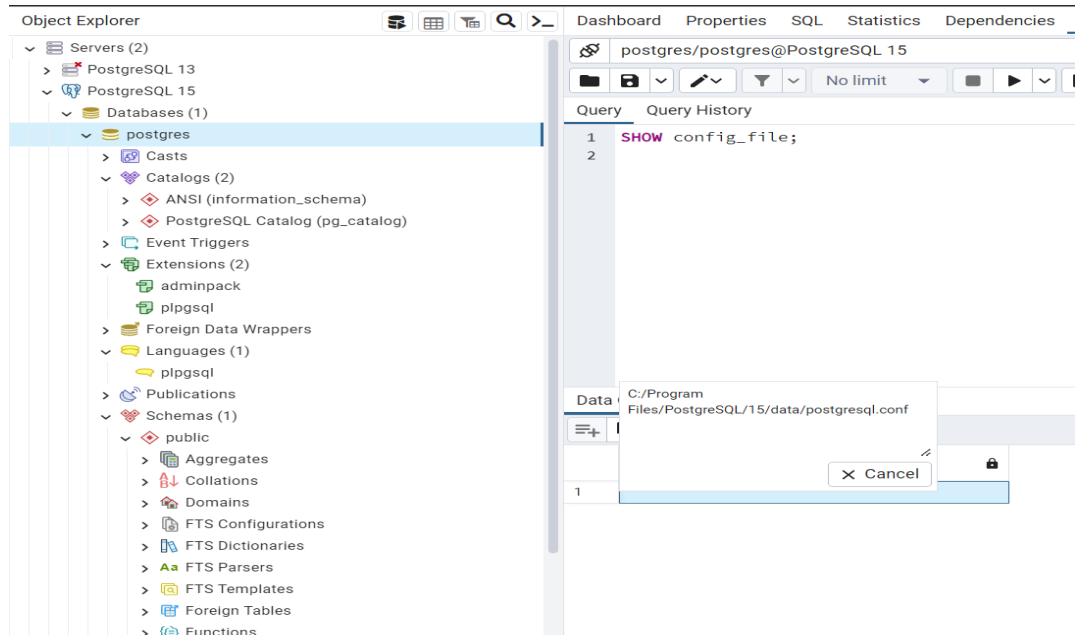 Object Explorer
Servers (2)
PostgreSQL 13
PostgreSQL 15
Databases (1)
postgres
Casts
Catalogs (2)
ANSI (information_schema)
PostgreSQL Catalog (pg_catalog)
Event Triggers
Extensions (2)
adminpack
plpgsql
Foreign Data Wrappers
Languages (1)
plpgsql
Publications
Schemas (1)
public
Aggregates
Collations
Domains
FTS Configurations
FTS Dictionaries
FTS Parsers
FTS Templates
Foreign Tables
Functions
Dashboard Properties SQL Statistics Dependencies
postgres/postgres@PostgreSQL 15
No limit
Query Query History
1 SHOW config_file;
2
Data
C:/Program
Files/PostgreSQL/15/data/postgresql.conf
Cancel
1